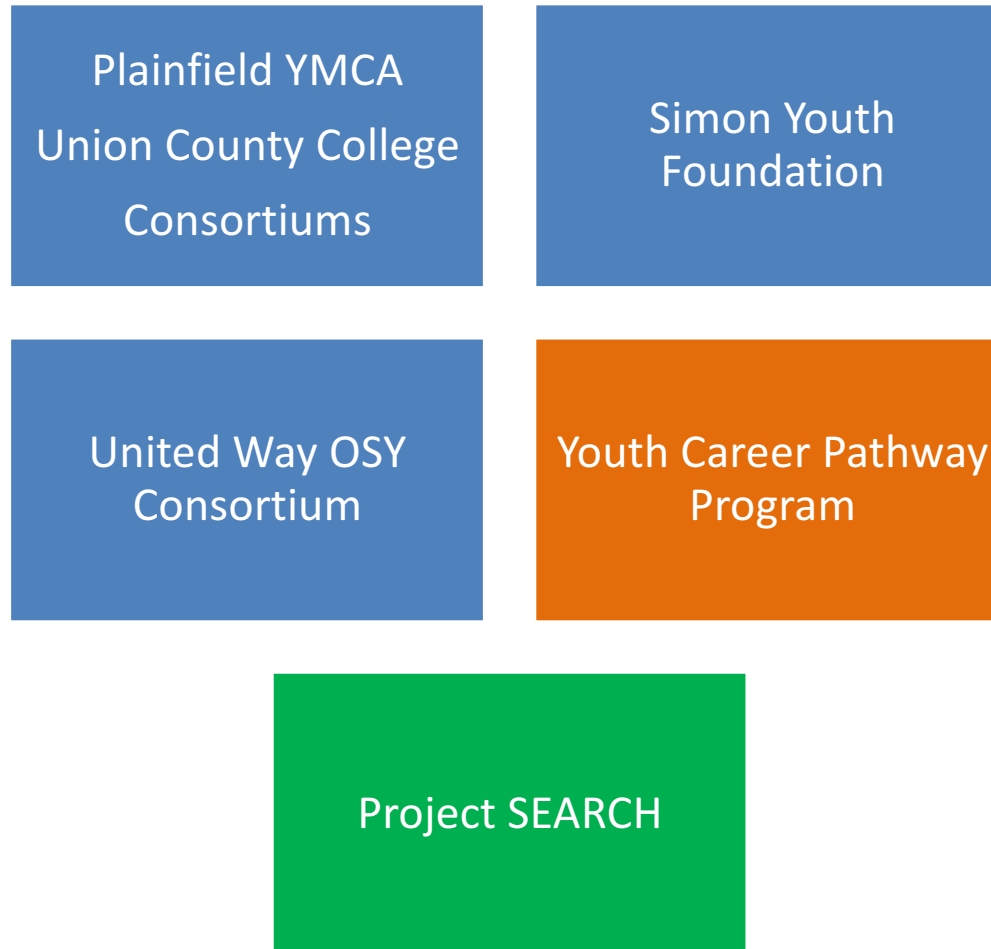 Plainfield YMCA
Union County College
Consortiums
Simon Youth
Foundation
United Way OSY
Consortium
Youth Career Pathway
Program
Project SEARCH